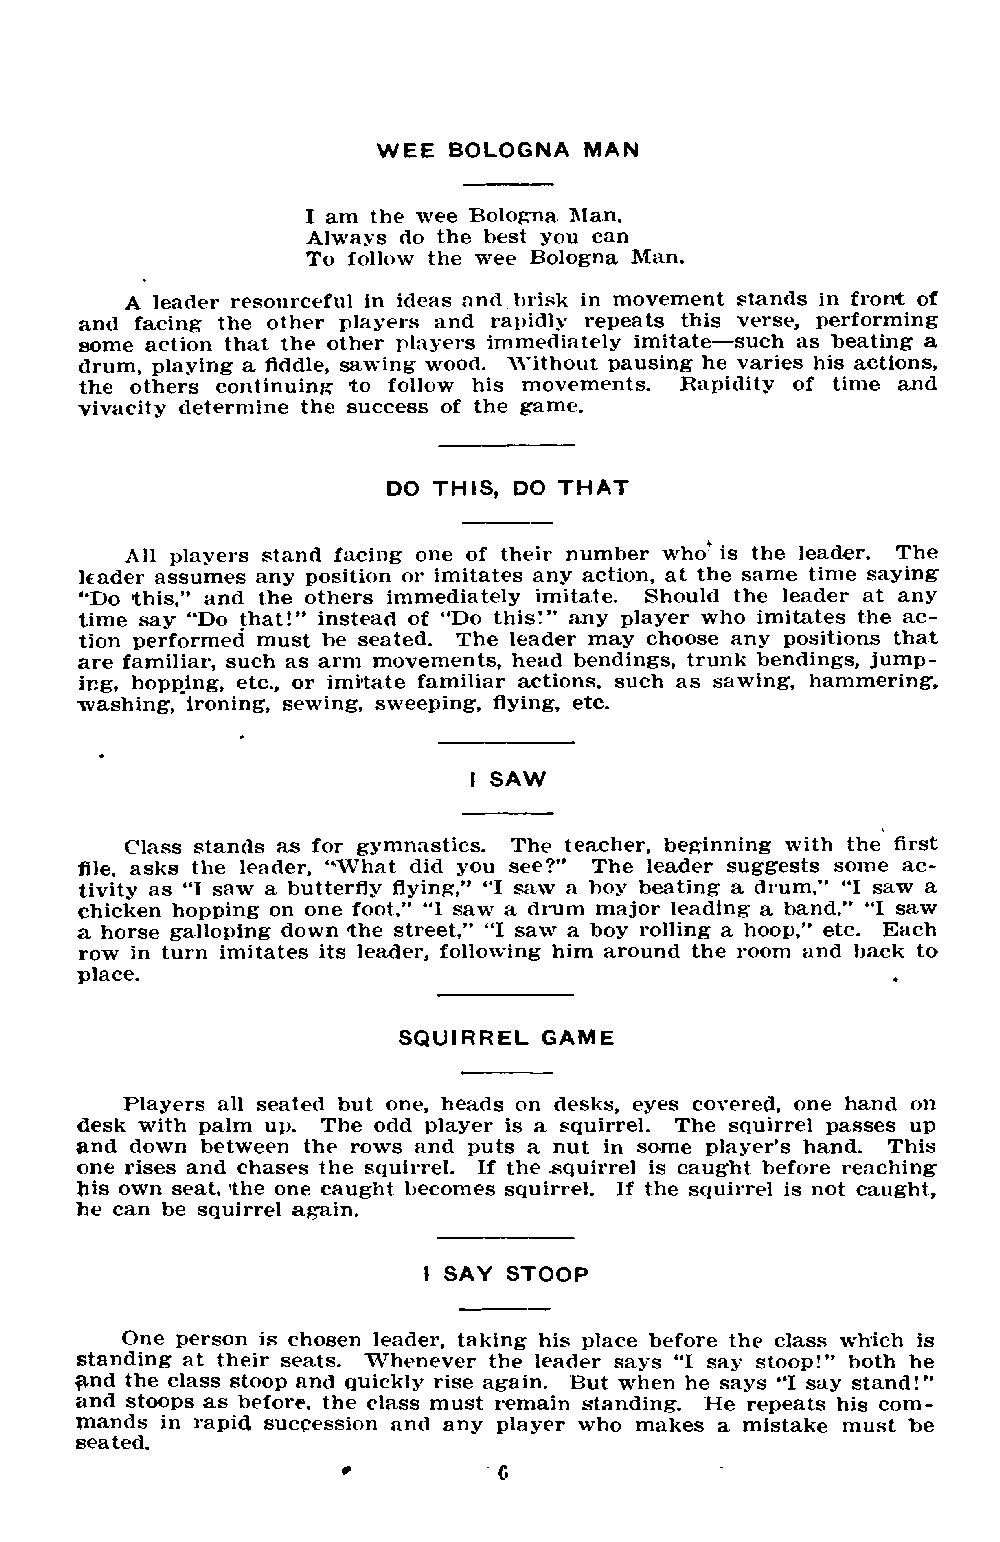 WEE BOLOGNA MAN
I am the wee Bologna Man,
Always do the best you can
To follow the wee Bologna Man.
A leader resourceful in ideas and brisk in movement stands in front of
and facing the other players and rapidly repeats this verse, performing
some action that the other players immediately imitate—such as beating a
drum, playing a fiddle, sawing wood. Without pausing he varies his actions,
the others continuing to follow his movements. Rapidity of time and
vivacity determine the success of the game.
DO THIS, DO THAT
All players stand facing one of their number who is the leader. The
leader assumes any position or imitates any action, at the same time saying
“Do this,” and the others immediately imitate. Should the leader at any
time say “Do that!” instead of “Do this!” any player who imitates the ac-
tion performed must be seated. The leader may choose any positions that
are familiar, such as arm movements, head bendings, trunk bendings, jump-
ing, hopping, etc., or imitate familiar actions, such as sawing, hammering,
washing, ironing, sewing, sweeping, flying, etc.
I SAW
Class stands as for gymnastics. The teacher, beginning with the first
file, asks the leader, “What did you see?” The leader suggests some ac-
tivity as “I saw a butterfly flying,” “I saw a boy beating a drum,” “I saw a
chicken hopping on one foot,” “I saw a drum major leading a band,” “I saw
a horse galloping down the street,” “I saw a boy rolling a hoop,” etc. Each
row in turn imitates its leader, following him around the room and back to
place.
SQUIRREL GAME
Players all seated but one, heads on desks, eyes covered, one hand on
desk with palm up. The odd player is a squirrel. The squirrel passes up
and down between the rows and puts a nut in some player's hand. This
one rises and chases the squirrel. If the squirrel is caught before reaching
his own seat, the one caught becomes squirrel. If the squirrel is not caught,
he can be squirrel again.
I SAY STOOP
One person is chosen leader, taking his place before the class which is
standing at their seats. Whenever the leader says “I say stoop!” both he
and the class stoop and quickly rise again. But when he says “I say stand!”
and stoops as before, the class must remain standing. He repeats his com-
mands in rapid succession and any player who makes a mistake must be
seated.
6